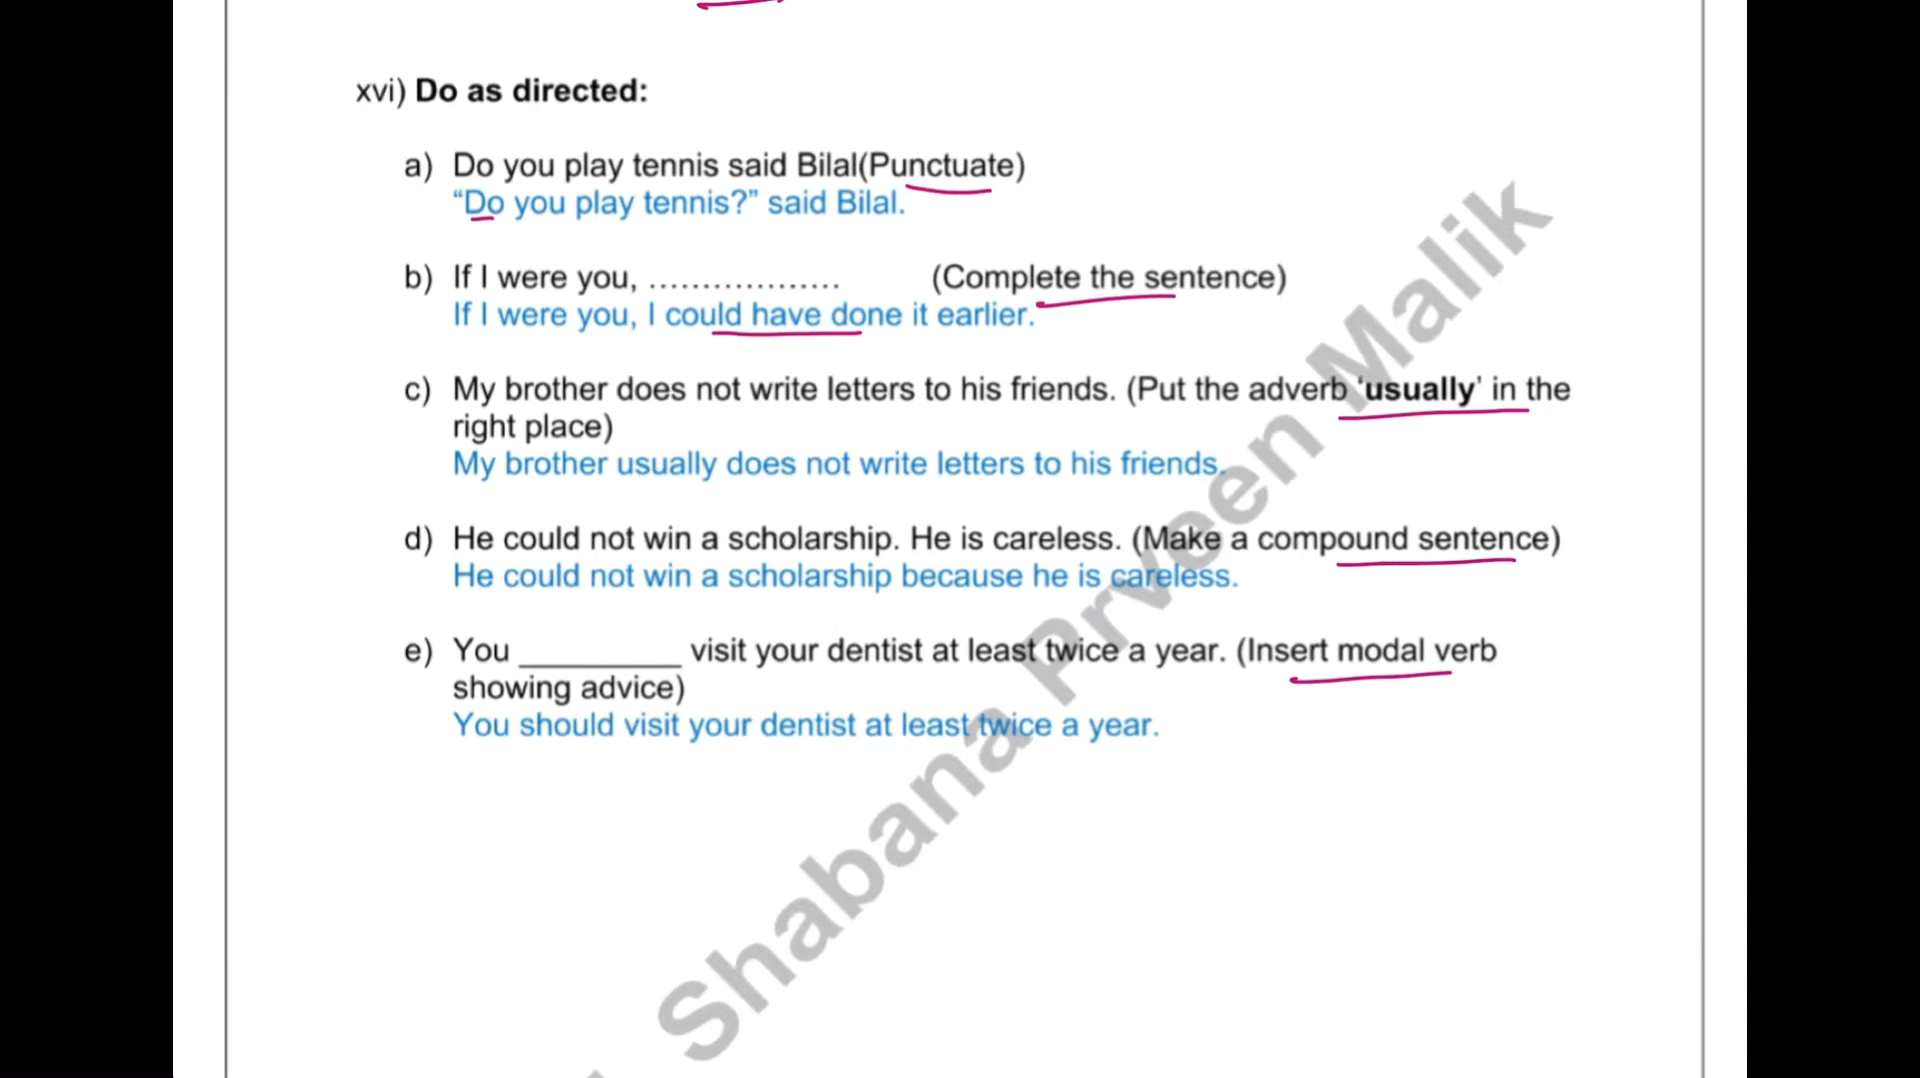 xvi) Do as directed:
a) Do you play tennis said Bilal(Punctuate)
“Do you play tennis?” said Bilal.
b) If I were you, .................. (Complete the sentence)
If I were you, I could have done it earlier.
c) My brother does not write letters to his friends. (Put the adverb ‘usually’ in the
right place)
My brother usually does not write letters to his friends.
d) He could not win a scholarship. He is careless. (Make a compound sentence)
He could not win a scholarship because he is careless.
e) You _________ visit your dentist at least twice a year. (Insert modal verb
showing advice)
You should visit your dentist at least twice a year.
Shabana Prveen Malik